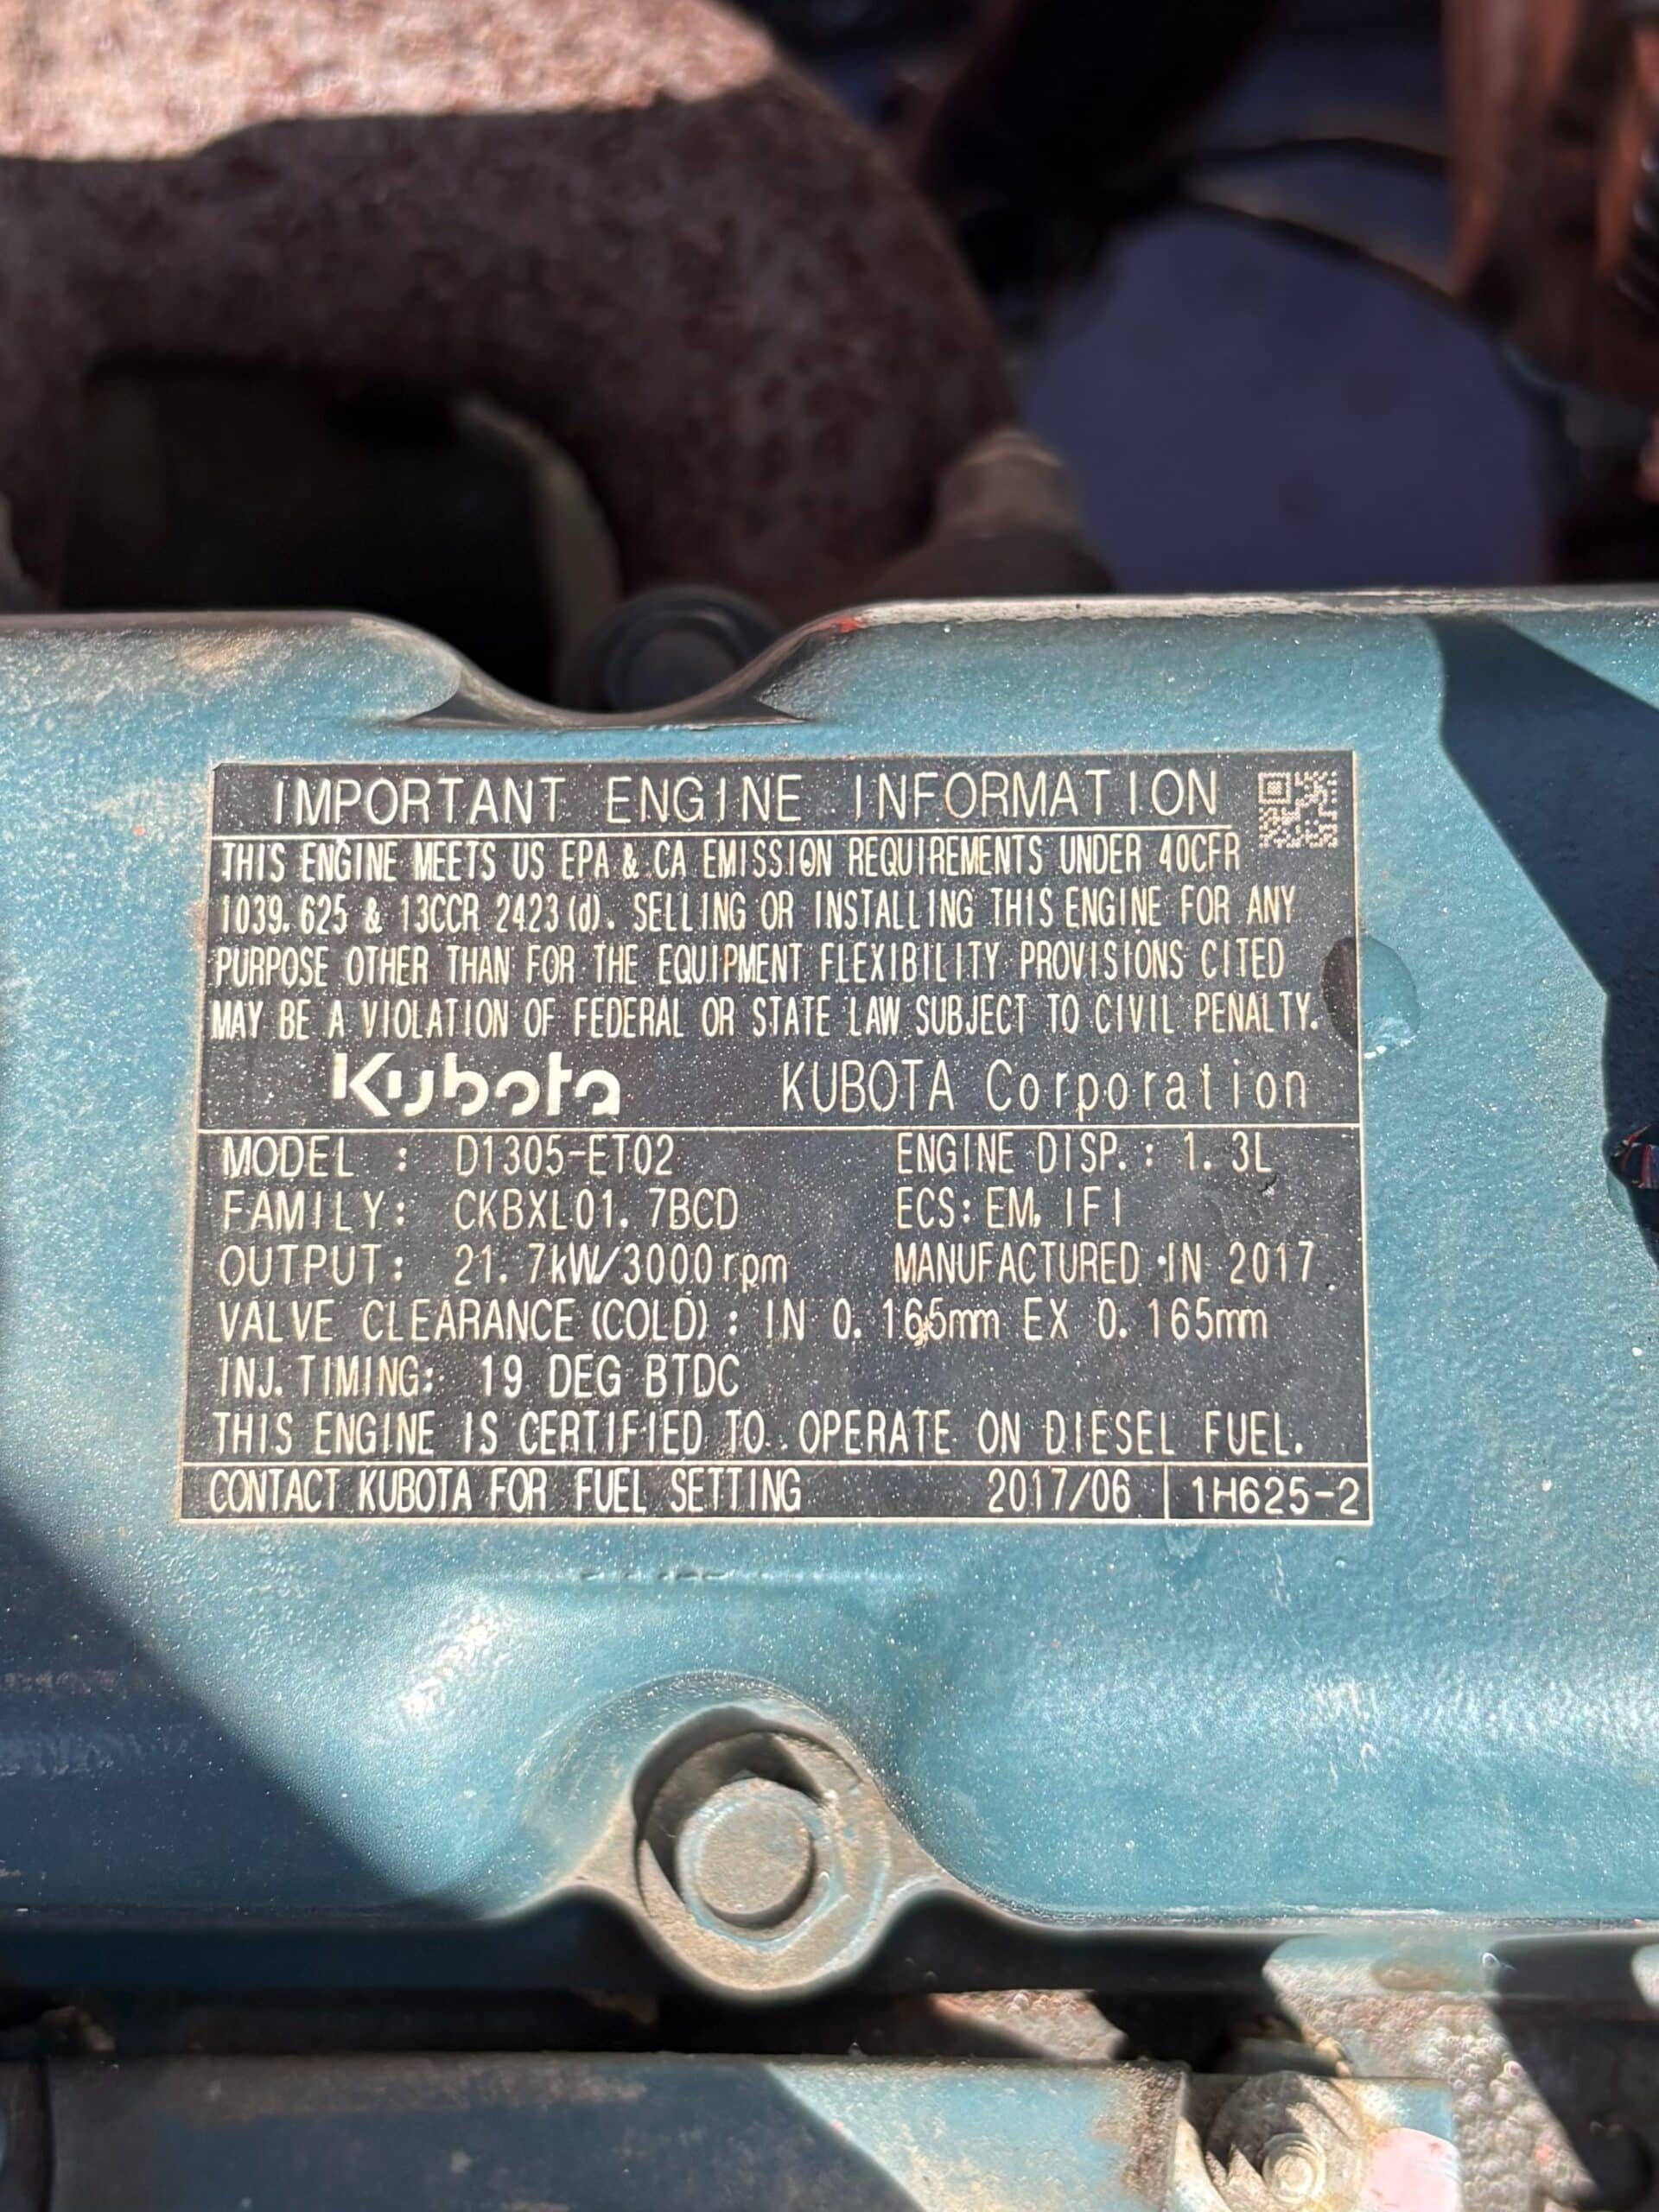 IMPORTANT ENGINE INFORMATION
THIS ENGINE MEETS US EPA & CA EMISSION REQUIREMENTS UNDER 40CFR
1039.625 & 13CCR 2423(d). SELLING OR INSTALLING THIS ENGINE FOR ANY
PURPOSE OTHER THAN FOR THE EQUIPMENT FLEXIBILITY PROVISIONS CITED
MAY BE A VIOLATION OF FEDERAL OR STATE LAW SUBJECT TO CIVIL PENALTY.
Kubota KUBOTA Corporation
MODEL : D1305-ET02 ENGINE DISP. : 1.3L
FAMILY: CKBXL01.7BCD ECS: EM, IFI
OUTPUT: 21.7kW/3000rpm MANUFACTURED IN 2017
VALVE CLEARANCE (COLD) : IN 0.165mm EX 0.165mm
INJ. TIMING: 19 DEG BTDC
THIS ENGINE IS CERTIFIED TO OPERATE ON DIESEL FUEL.
CONTACT KUBOTA FOR FUEL SETTING 2017/06 1H625-2